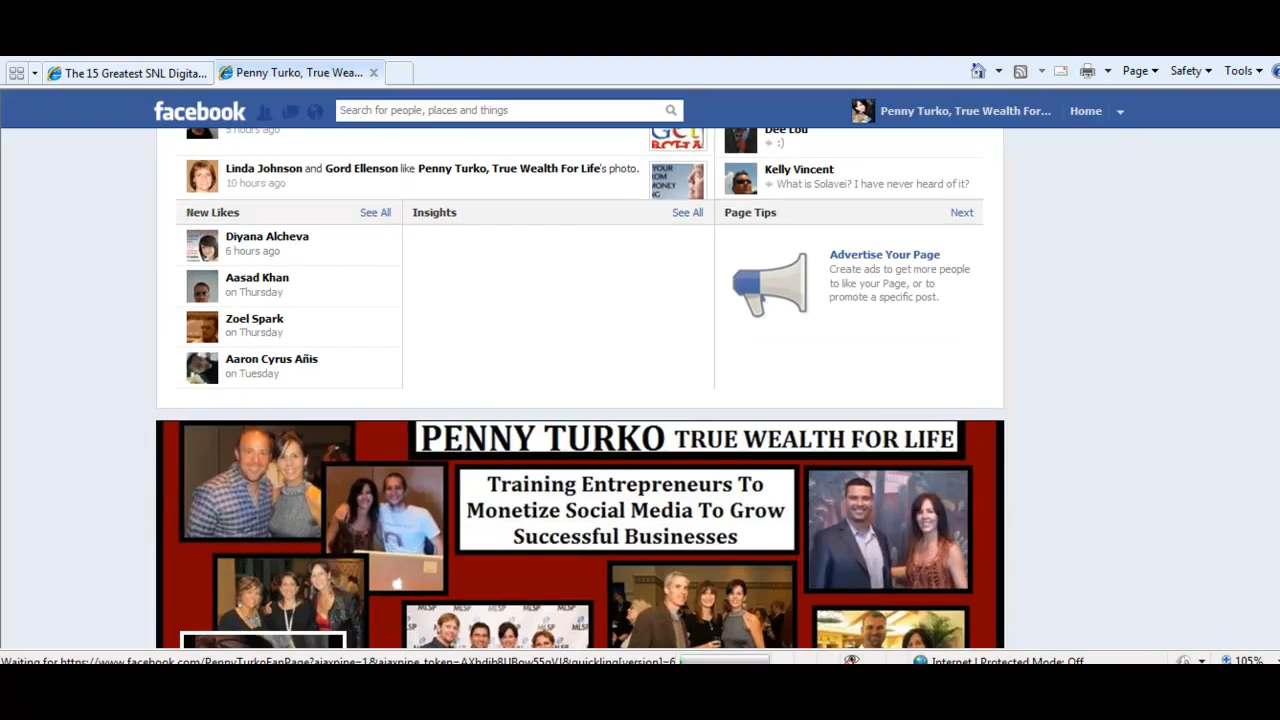 The 15 Greatest SNL Digita...
Penny Turko, True Wea...
Page
Safety
Tools
facebook
Search for people, places and things
Penny Turko, True Wealth For...
Home
5 hours ago
Dee Lou
:)
Linda Johnson and Gord Ellenson like Penny Turko, True Wealth For Life's photo.
10 hours ago
YOUR
Kelly Vincent
What is Solavei? I have never heard of it?
New Likes
See All
Insights
See All
Page Tips
Next
Diyana Alcheva
6 hours ago
Aasad Khan
on Thursday
Zoel Spark
on Thursday
Aaron Cyrus Añis
on Tuesday
Advertise Your Page
Create ads to get more people
to like your Page, or to
promote a specific post.
PENNY TURKO TRUE WEALTH FOR LIFE
Training Entrepreneurs To
Monetize Social Media To Grow
Successful Businesses
MLSP
Internet | Protected Mode: Off
105%